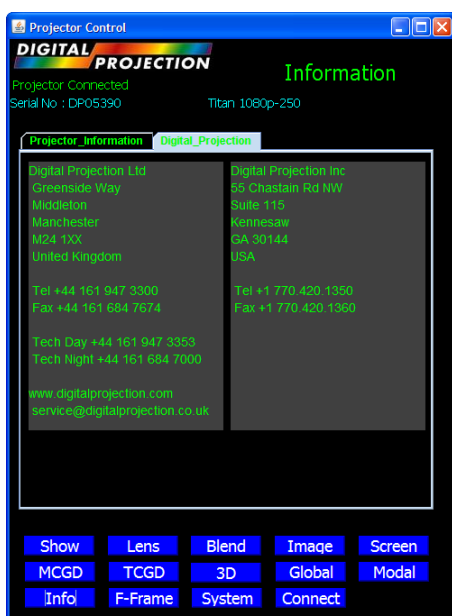 Projector Control
DIGITAL
PROJECTION
Information
Projector Connected
Serial No : DP05390
Titan 1080p-250
Projector_Information
Digital_Projection
Digital Projection Ltd
Greenside Way
Middleton
Manchester
M24 1XX
United Kingdom
Tel +44 161 947 3300
Fax +44 161 684 7674
Tech Day +44 161 947 3353
Tech Night +44 161 684 7000
www.digitalprojection.com
service@digitalprojection.co.uk
Digital Projection Inc
55 Chastain Rd NW
Suite 115
Kennesaw
GA 30144
USA
Tel +1 770.420.1350
Fax +1 770.420.1360
Show Lens Blend Image Screen
MCGD TCGD 3D Global Modal
Info F-Frame System Connect